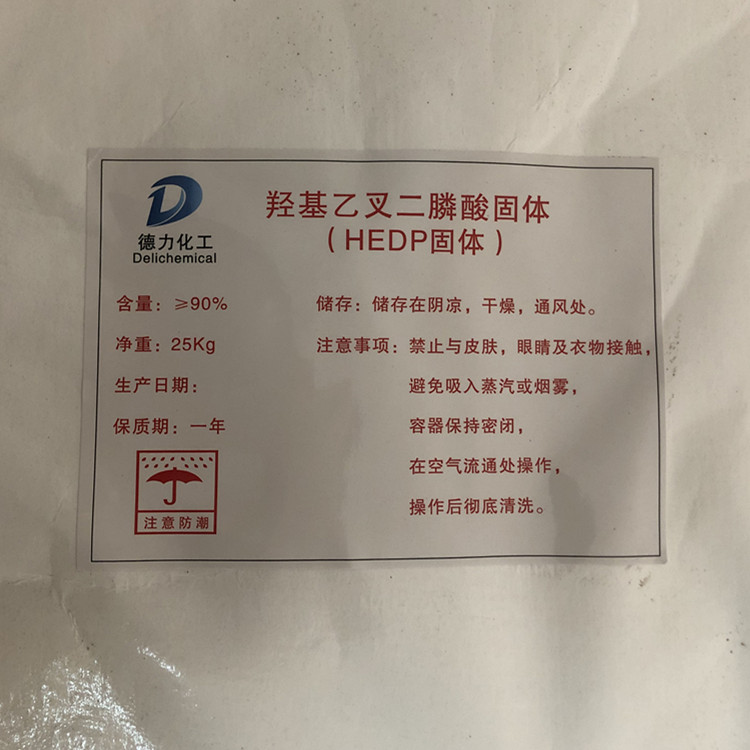 德力化工
Delichemical
羟基乙叉二膦酸固体
（HEDP固体）
含量：≥90%
净重：25Kg
生产日期：
保质期：一年
注意防潮
储存：储存在阴凉，干燥，通风处。
注意事项：禁止与皮肤，眼睛及衣物接触，
避免吸入蒸汽或烟雾，
容器保持密闭，
在空气流通处操作，
操作后彻底清洗。